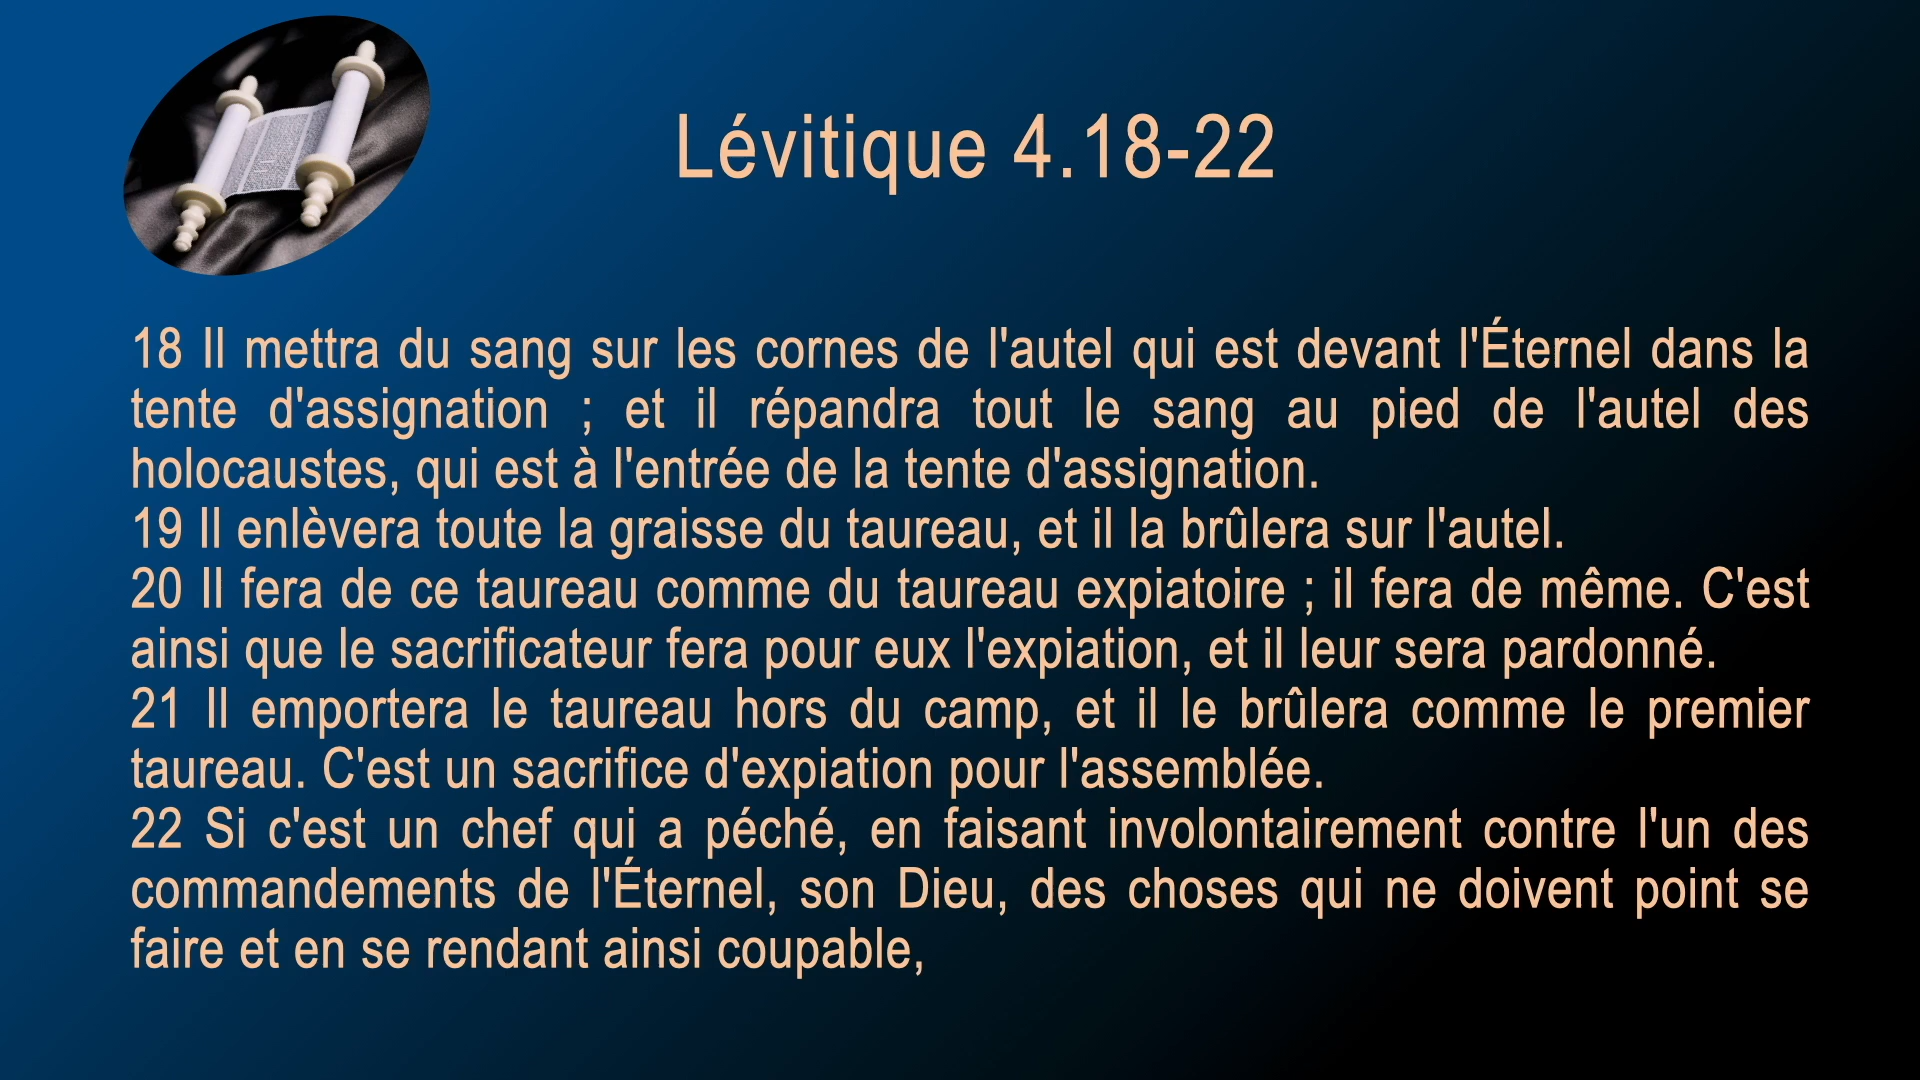 Lévitique 4.18-22
18 Il mettra du sang sur les cornes de l'autel qui est devant l'Éternel dans la
tente d'assignation ; et il répandra tout le sang au pied de l'autel des
holocaustes, qui est à l'entrée de la tente d'assignation.
19 Il enlèvera toute la graisse du taureau, et il la brûlera sur l'autel.
20 Il fera de ce taureau comme du taureau expiatoire ; il fera de même. C'est
ainsi que le sacrificateur fera pour eux l'expiation, et il leur sera pardonné.
21 Il emportera le taureau hors du camp, et il le brûlera comme le premier
taureau. C'est un sacrifice d'expiation pour l'assemblée.
22 Si c'est un chef qui a péché, en faisant involontairement contre l'un des
commandements de l'Éternel, son Dieu, des choses qui ne doivent point se
faire et en se rendant ainsi coupable,